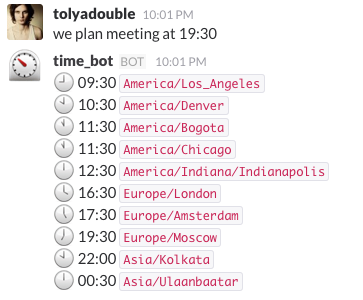 tolyadouble 10:01 PM
we plan meeting at 19:30
time_bot BOT 10:01 PM
09:30 America/Los_Angeles
10:30 America/Denver
11:30 America/Bogota
11:30 America/Chicago
12:30 America/Indiana/Indianapolis
16:30 Europe/London
17:30 Europe/Amsterdam
19:30 Europe/Moscow
22:00 Asia/Kolkata
00:30 Asia/Ulaanbaatar